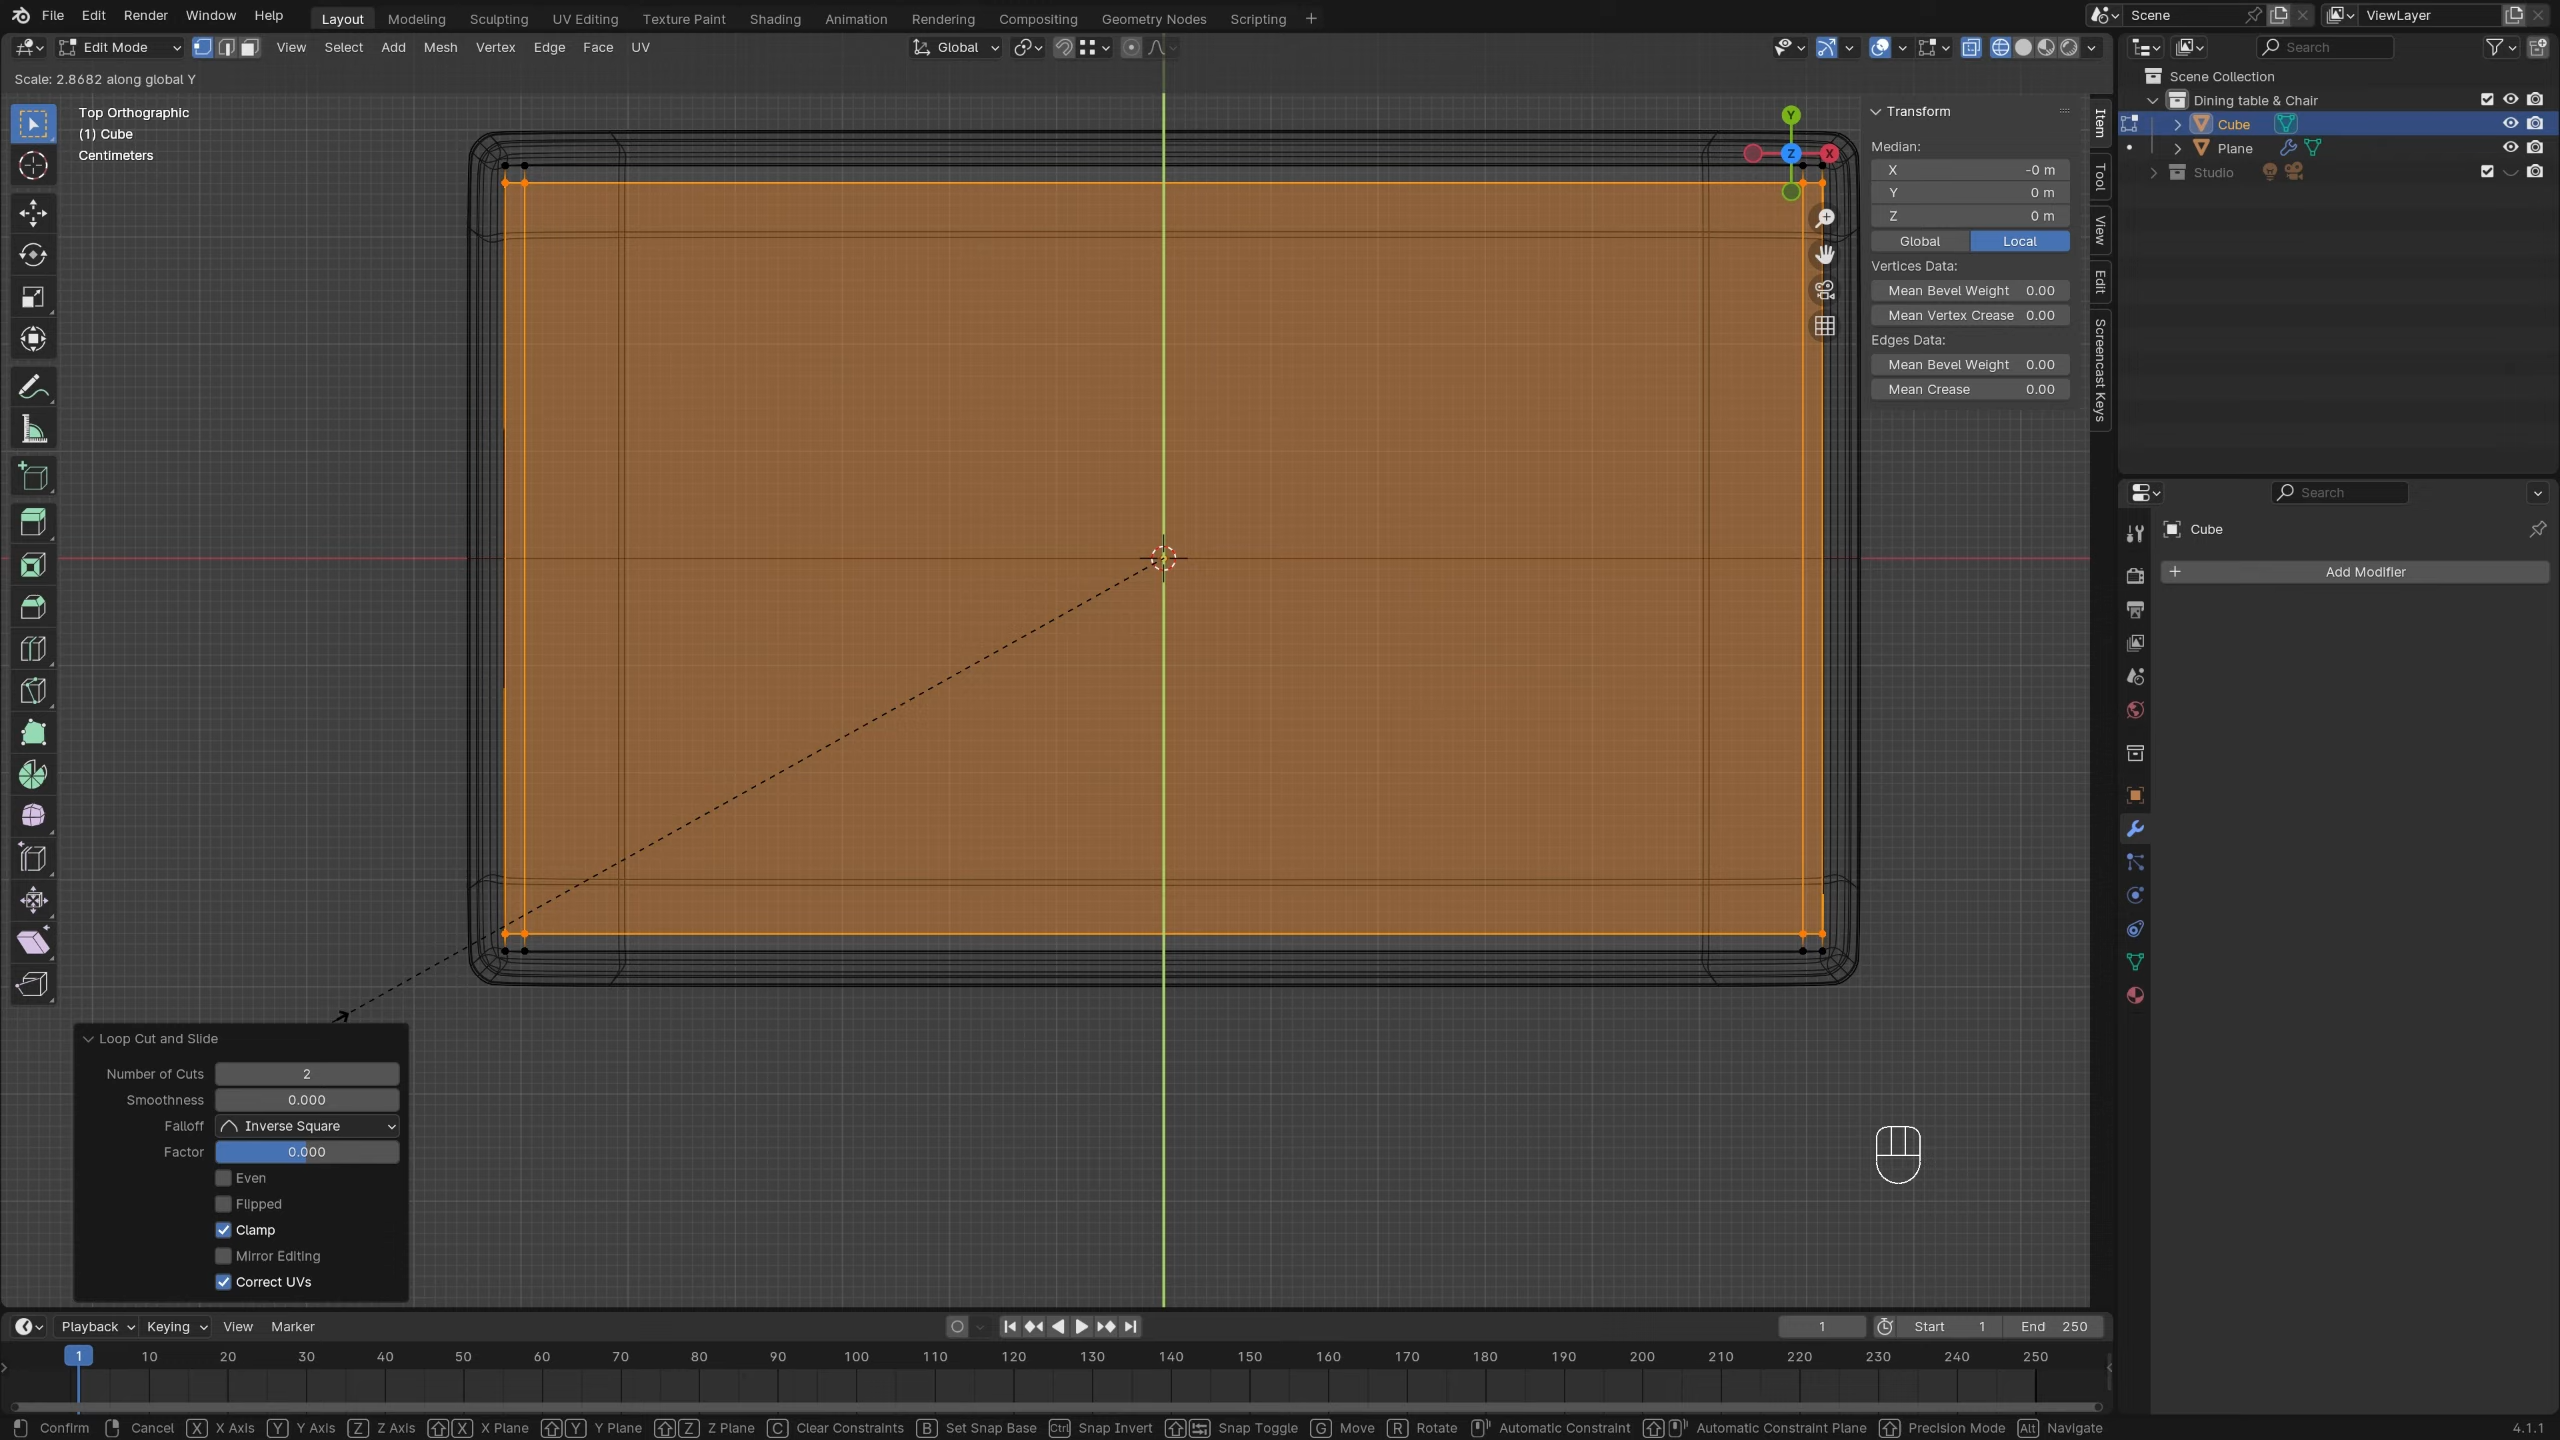 File Edit Render Window Help Layout Modeling Sculpting UV Editing Texture Paint Shading Animation Rendering Compositing Geometry Nodes Scripting Scene ViewLayer
Edit Mode View Select Add Mesh Vertex Edge Face UV Global Search
Scale: 2.8682 along global Y
Top Orthographic
(1) Cube
Centimeters
Y
X
Z
Transform
Median:
X -0 m
Y 0 m
Z 0 m
Global Local
Vertices Data:
Mean Bevel Weight 0.00
Mean Vertex Crease 0.00
Edges Data:
Mean Bevel Weight 0.00
Mean Crease 0.00
Item
Tool
View
Edit
Screencast Keys
Scene Collection
Dining table & Chair
Cube
Plane
Studio
Search
Cube
Add Modifier
Loop Cut and Slide
Number of Cuts 2
Smoothness 0.000
Falloff Inverse Square
Factor 0.000
Even
Flipped
Clamp
Mirror Editing
Correct UVs
Playback Keying View Marker 1 Start 1 End 250
1 10 20 30 40 50 60 70 80 90 100 110 120 130 140 150 160 170 180 190 200 210 220 230 240 250
Confirm Cancel X X Axis Y Y Axis Z Z Axis X X Plane Y Y Plane Z Z Plane C Clear Constraints B Set Snap Base Ctrl Snap Invert Snap Toggle G Move R Rotate Automatic Constraint Automatic Constraint Plane Precision Mode Alt Navigate 4.1.1